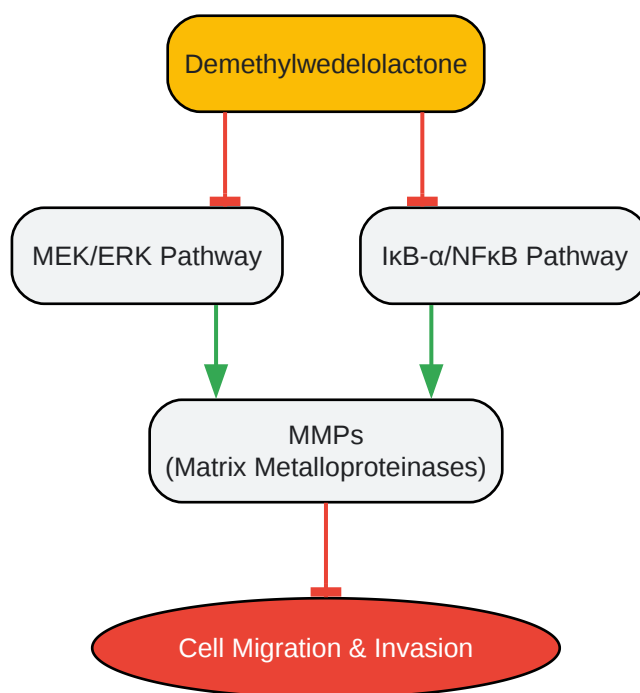 Demethylwedelolactone
MEK/ERK Pathway
IκB-α/NFκB Pathway
MMPs
(Matrix Metalloproteinases)
Cell Migration & Invasion